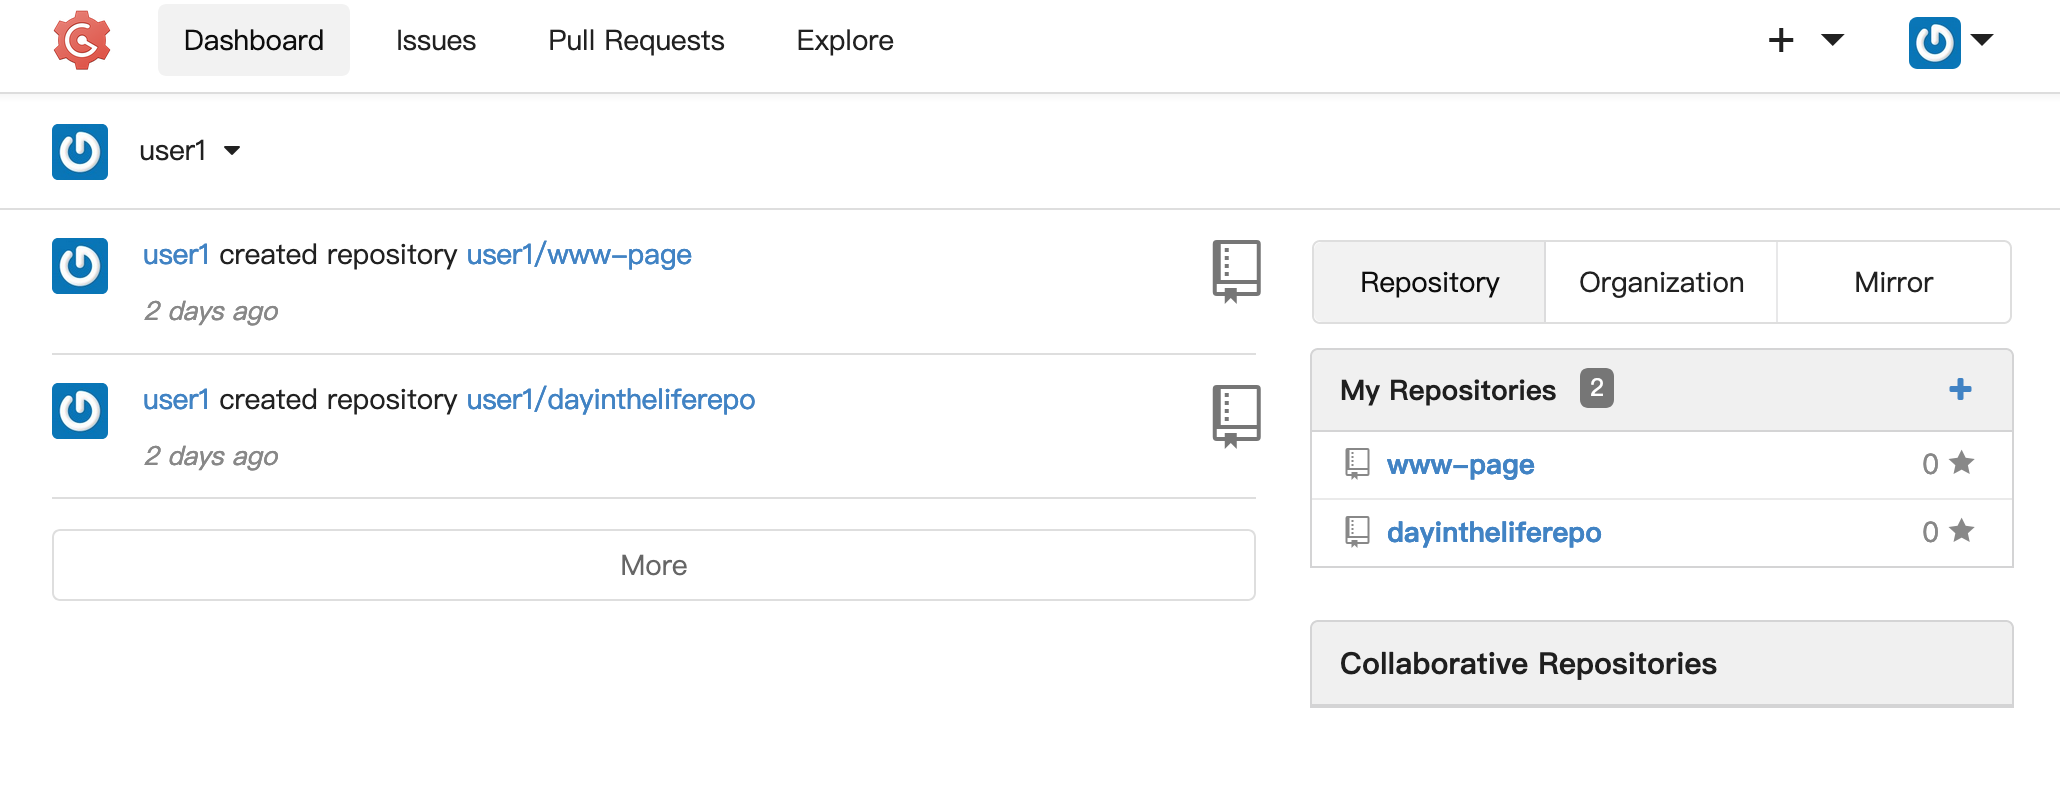 Dashboard Issues Pull Requests Explore
user1
user1 created repository user1/www-page
2 days ago
user1 created repository user1/dayintheliferepo
2 days ago
More
Repository Organization Mirror
My Repositories 2
www-page 0
dayintheliferepo 0
Collaborative Repositories